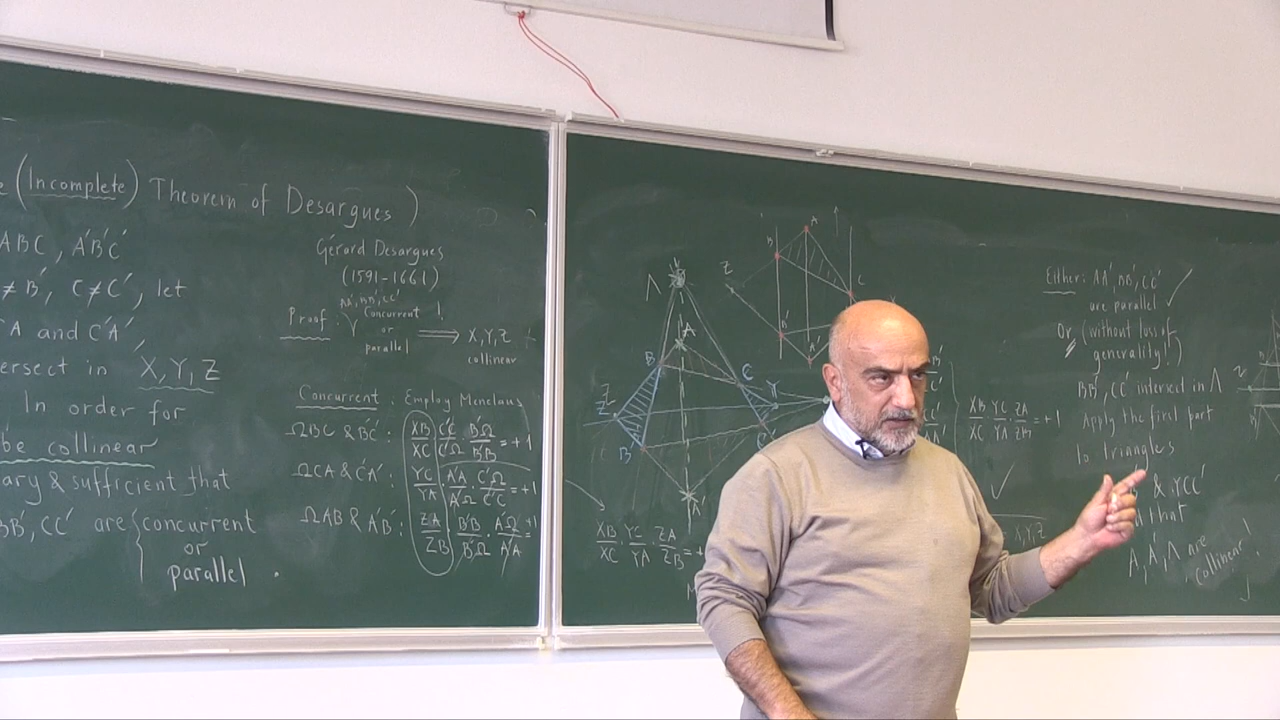 (Incomplete) Theorem of Desargues)
ABC, A'B'C'
≠B', C≠C', let
A and C'A'
X, Y, Z
In order for
be collinear
& sufficient that
BB', CC' are { concurrent
or
parallel .
Gérard Desargues
(1591-1661)
AA', BB', CC'
Proof: concurrent
or
parallel ⟹ X,Y,Z
collinear
Concurrent: Employ Menelaus
ΩBC & B'C': XB/XC · C'C/C'Ω · B'Ω/B'B = +1
ΩCA & C'A': YC/YA · A'A/A'Ω · C'Ω/C'C = +1
ΩAB & A'B': ZA/ZB · B'B/B'Ω · A'Ω/A'A = +1
A
B
Z
C
B'
A'
Λ
A
B
C
Z
Y
B'
C'
A'
XB/XC · YC/YA · ZA/ZB =
XB/XC YC/YA ZA/ZB = +1
X,Y,Z
Either: AA', BB', CC'
are parallel ✓
Or (without loss of
generality!)
BB', CC' intersect in Λ
Apply the first part
to triangles
& YCC'
that
A, A', Λ are
collinear!